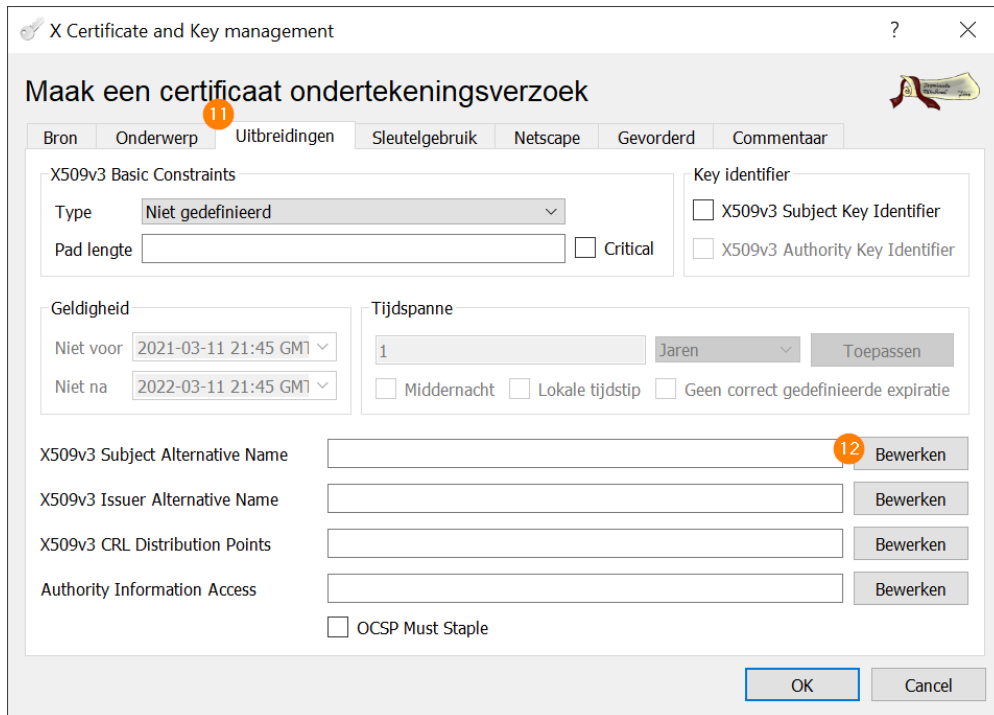 X Certificate and Key management
Maak een certificaat ondertekeningsverzoek
11
Bron Onderwerp Uitbreidingen Sleutelgebruik Netscape Gevorderd Commentaar
X509v3 Basic Constraints
Type Niet gedefinieerd
Pad lengte Critical
Key identifier
X509v3 Subject Key Identifier
X509v3 Authority Key Identifier
Geldigheid
Niet voor 2021-03-11 21:45 GMT
Niet na 2022-03-11 21:45 GMT
Tijdspanne
1 Jaren Toepassen
Middernacht Lokale tijdstip Geen correct gedefinieerde expiratie
X509v3 Subject Alternative Name 12 Bewerken
X509v3 Issuer Alternative Name Bewerken
X509v3 CRL Distribution Points Bewerken
Authority Information Access Bewerken
OCSP Must Staple
OK Cancel